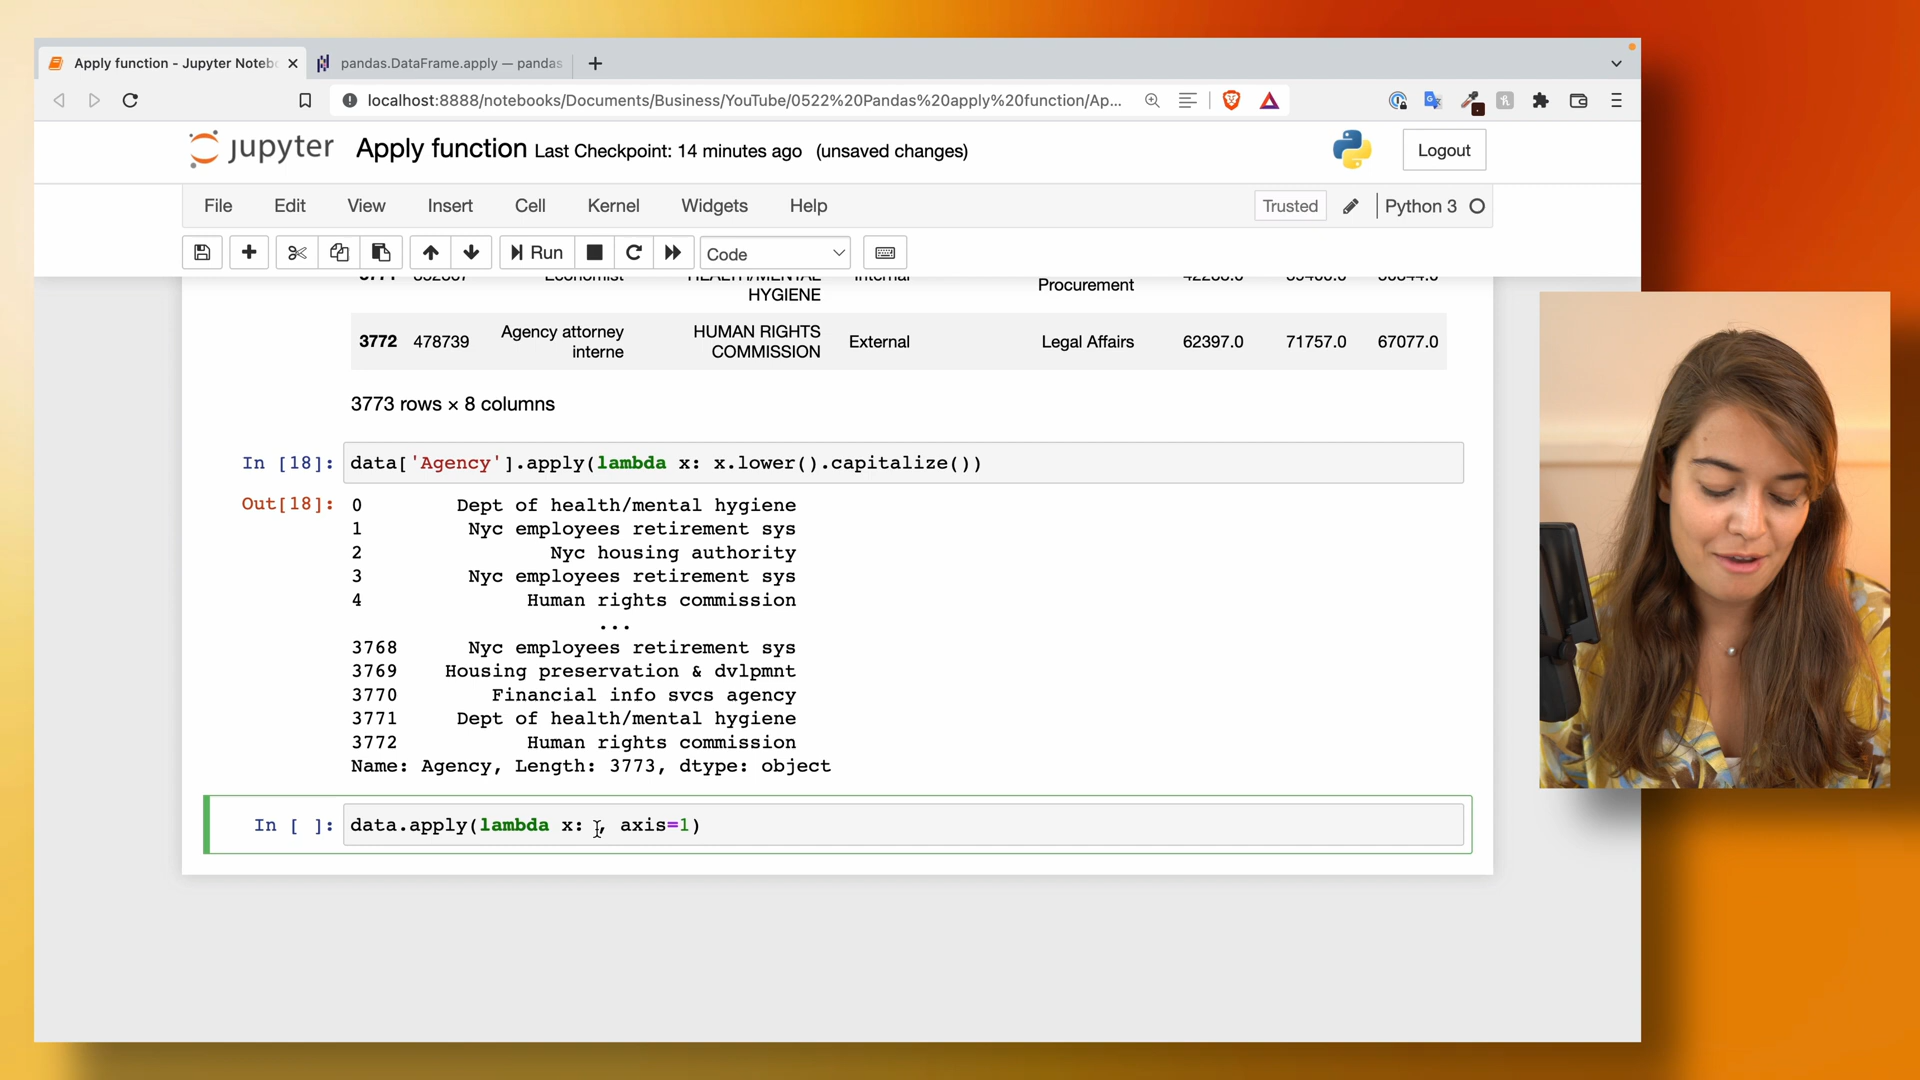 Apply function - Jupyter Noteb
pandas.DataFrame.apply — pandas
localhost:8888/notebooks/Documents/Business/YouTube/0522%20Pandas%20apply%20function/Ap...
jupyter Apply function Last Checkpoint: 14 minutes ago (unsaved changes)
Logout
File Edit View Insert Cell Kernel Widgets Help
Trusted Python 3
Run Code
HYGIENE Procurement
3772 478739 Agency attorney interne HUMAN RIGHTS COMMISSION External Legal Affairs 62397.0 71757.0 67077.0
3773 rows × 8 columns
In [18]: data['Agency'].apply(lambda x: x.lower().capitalize())
Out[18]: 0 Dept of health/mental hygiene
1 Nyc employees retirement sys
2 Nyc housing authority
3 Nyc employees retirement sys
4 Human rights commission
...
3768 Nyc employees retirement sys
3769 Housing preservation & dvlpmnt
3770 Financial info svcs agency
3771 Dept of health/mental hygiene
3772 Human rights commission
Name: Agency, Length: 3773, dtype: object
In [ ]: data.apply(lambda x: , axis=1)